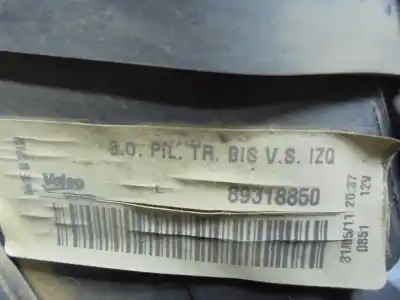 B.O. PIL. TR. BIS V.S. IZQ
Valeo
L
89318850
31/05/11 20:37
0851 12V